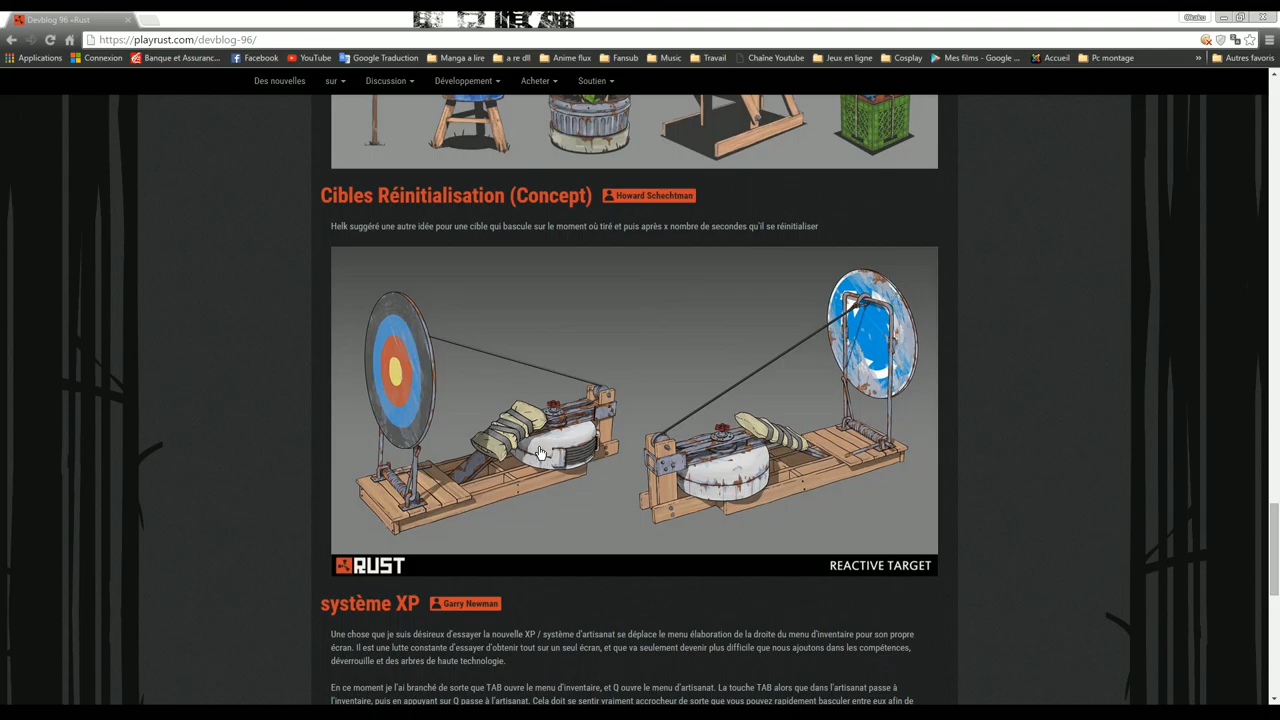 Devblog 96 «Rust
Okaku
https://playrust.com/devblog-96/
Applications Connexion Banque et Assuranc... Facebook YouTube Google Traduction Manga a lire a re dll Anime flux Fansub Music Travail Chaîne Youtube Jeux en ligne Cosplay Mes films - Google ... Accueil Pc montage » Autres favoris
Des nouvelles sur Discussion Développement Acheter Soutien
Cibles Réinitialisation (Concept) Howard Schechtman
Helk suggéré une autre idée pour une cible qui bascule sur le moment où tiré et puis après x nombre de secondes qu'il se réinitialiser
RUST REACTIVE TARGET
système XP Garry Newman
Une chose que je suis désireux d'essayer la nouvelle XP / système d'artisanat se déplace le menu élaboration de la droite du menu d'inventaire pour son propre
écran. Il est une lutte constante d'essayer d'obtenir tout sur un seul écran, et que va seulement devenir plus difficile que nous ajoutons dans les compétences,
déverrouille et des arbres de haute technologie.
En ce moment je l'ai branché de sorte que TAB ouvre le menu d'inventaire, et Q ouvre le menu d'artisanat. La touche TAB alors que dans l'artisanat passe à
l'inventaire, puis en appuyant sur Q passe à l'artisanat. Cela doit se sentir vraiment accrocheur de sorte que vous pouvez rapidement basculer entre eux afin de